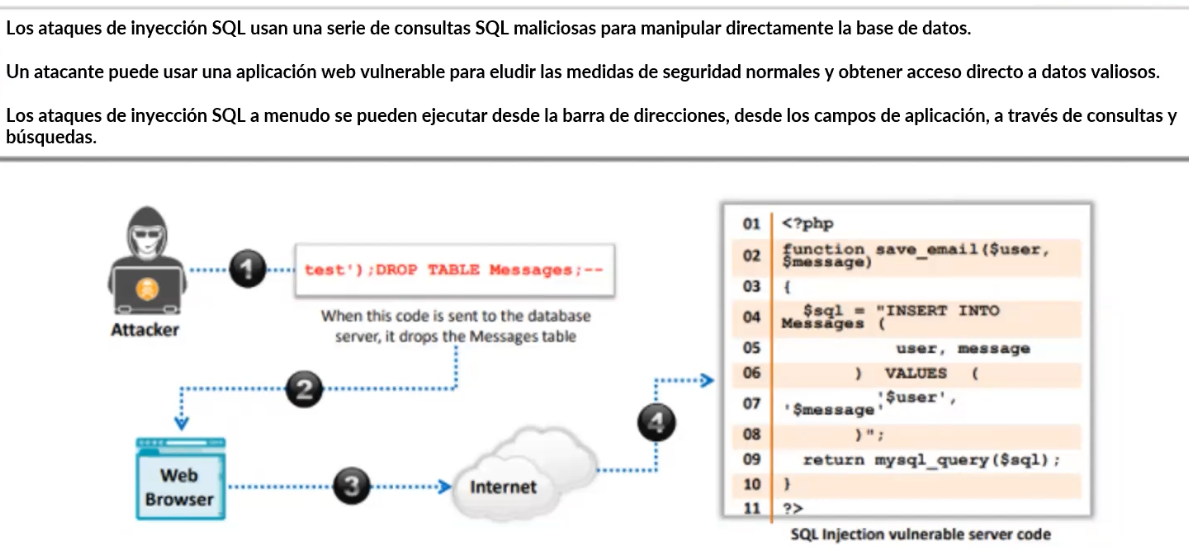 Los ataques de inyección SQL usan una serie de consultas SQL maliciosas para manipular directamente la base de datos.
Un atacante puede usar una aplicación web vulnerable para eludir las medidas de seguridad normales y obtener acceso directo a datos valiosos.
Los ataques de inyección SQL a menudo se pueden ejecutar desde la barra de direcciones, desde los campos de aplicación, a través de consultas y
búsquedas.
Attacker
1
test');DROP TABLE Messages;--
When this code is sent to the database
server, it drops the Messages table
2
Web
Browser
3
Internet
4
01 <?php
02 function save_email($user,
$message)
03 {
04 $sql = "INSERT INTO
Messages (
05 user, message
06 ) VALUES (
07 '$user',
'$message'
08 )";
09 return mysql_query($sql);
10 }
11 ?>
SQL Injection vulnerable server code